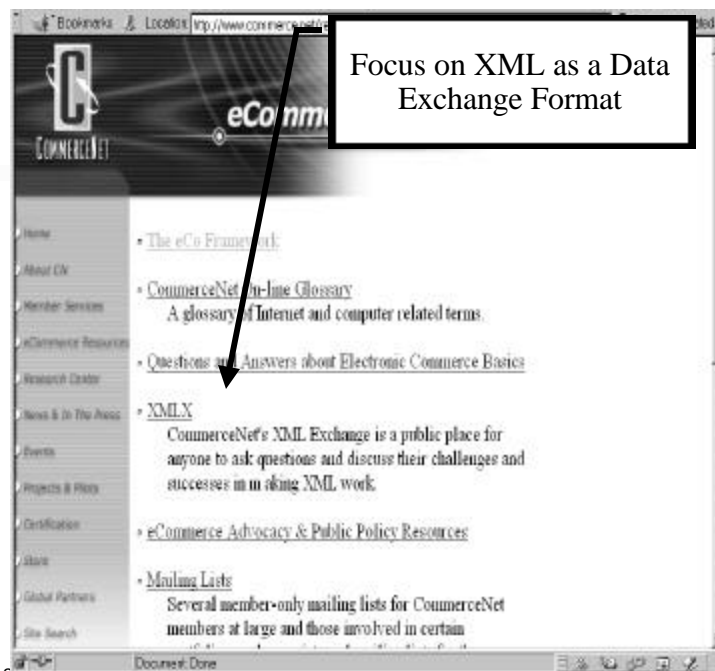 Bookmarks Location: http://www.commerce.net/
Focus on XML as a Data
Exchange Format
COMMERCENET
eComm
Home
About CN
Member Services
eCommerce Resources
Research Center
News & In The Press
Events
Projects & Pilots
Certification
Store
Global Partners
Site Search
• The eCo Framework
• CommerceNet On-line Glossary
A glossary of Internet and computer related terms.
• Questions and Answers about Electronic Commerce Basics
• XMLX
CommerceNet's XML Exchange is a public place for
anyone to ask questions and discuss their challenges and
successes in m aking XML work.
• eCommerce Advocacy & Public Policy Resources
• Mailing Lists
Several member-only mailing lists for CommerceNet
members at large and those involved in certain
Document: Done